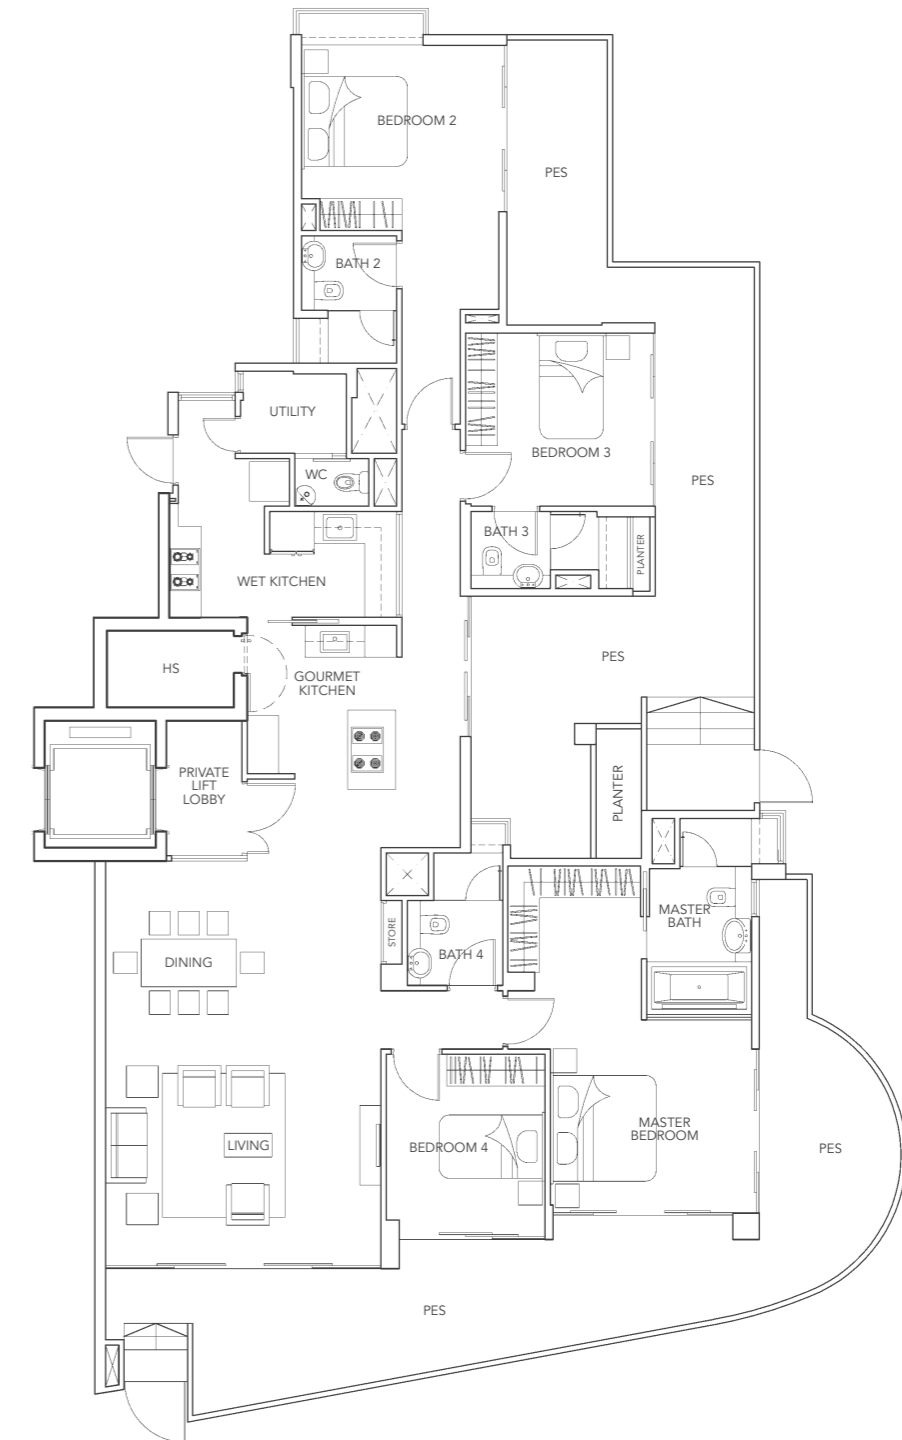 BEDROOM 2
PES
BATH 2
UTILITY
BEDROOM 3
WC
PES
BATH 3
PLANTER
WET KITCHEN
PES
HS
GOURMET
KITCHEN
PRIVATE
LIFT
LOBBY
PLANTER
MASTER
BATH
STORE
BATH 4
DINING
MASTER
BEDROOM
LIVING
BEDROOM 4
PES
PES